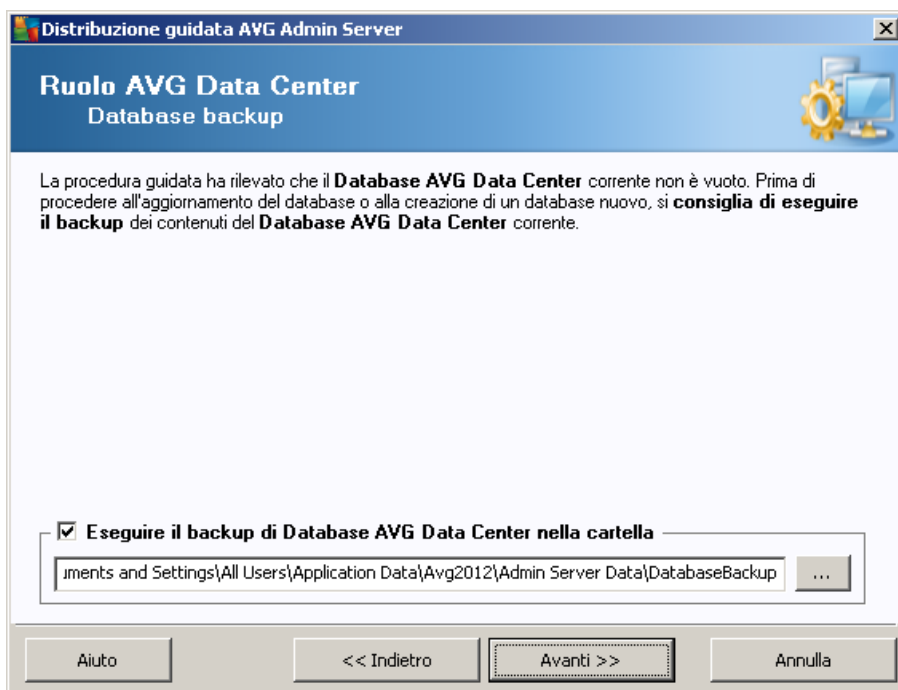 Distribuzione guidata AVG Admin Server
Ruolo AVG Data Center
Database backup
La procedura guidata ha rilevato che il Database AVG Data Center corrente non è vuoto. Prima di
procedere all'aggiornamento del database o alla creazione di un database nuovo, si consiglia di eseguire
il backup dei contenuti del Database AVG Data Center corrente.
Eseguire il backup di Database AVG Data Center nella cartella
uments and Settings\All Users\Application Data\Avg2012\Admin Server Data\DatabaseBackup
...
Aiuto
<< Indietro
Avanti >>
Annulla